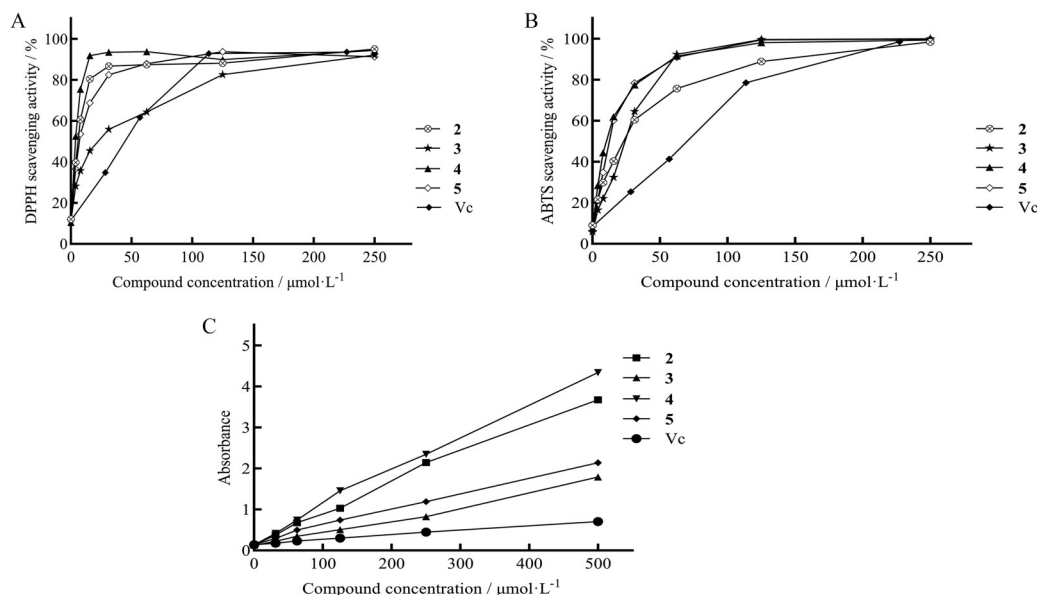 A
DPPH scavenging activity / %
100
80
60
40
20
0
0 50 100 150 200 250
Compound concentration / μmol·L⁻¹
2
3
4
5
Vc
B
ABTS scavenging activity / %
100
80
60
40
20
0
0 50 100 150 200 250
Compound concentration / μmol·L⁻¹
2
3
4
5
Vc
C
Absorbance
5
4
3
2
1
0
0 100 200 300 400 500
Compound concentration / μmol·L⁻¹
2
3
4
5
Vc